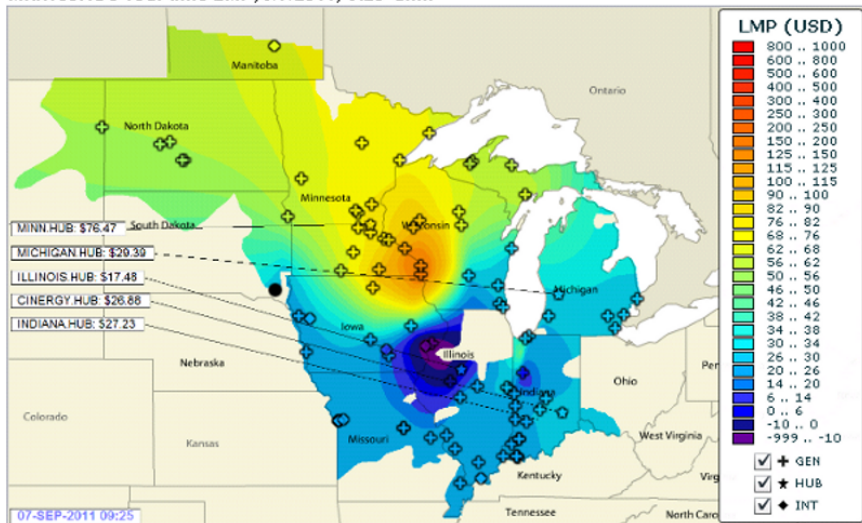 LMP (USD)
800 .. 1000
600 .. 800
500 .. 600
400 .. 500
300 .. 400
250 .. 300
200 .. 250
150 .. 200
125 .. 150
115 .. 125
100 .. 115
90 .. 100
82 .. 90
76 .. 82
68 .. 76
62 .. 68
56 .. 62
50 .. 56
46 .. 50
42 .. 46
38 .. 42
34 .. 38
30 .. 34
26 .. 30
20 .. 26
14 .. 20
6 .. 14
0 .. 6
-10 .. 0
-999 .. -10
GEN
HUB
INT
Manitoba
Ontario
North Dakota
Minnesota
South Dakota
Wisconsin
MINN.HUB: $76.47
MICHIGAN.HUB: $29.39
ILLINOIS.HUB: $17.48
CINERGY.HUB: $26.88
INDIANA.HUB: $27.23
Michigan
Iowa
Illinois
Nebraska
Indiana
Ohio
Per
Colorado
Kansas
Missouri
West Virginia
Kentucky
Virg
Tennessee
North Caro
07-SEP-2011 09:25